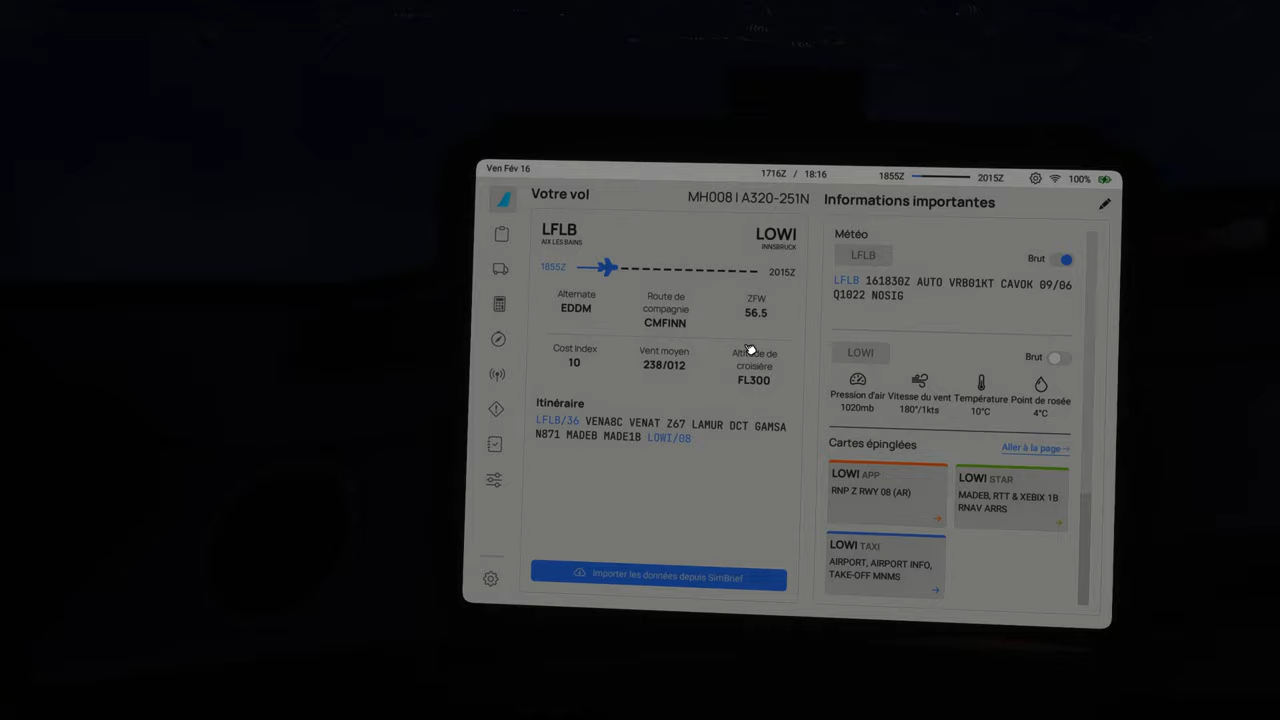 Ven Fév 16
1716Z / 18:16
1855Z
2015Z
100%
Votre vol
MH008 | A320-251N
LFLB
AIX LES BAINS
LOWI
INNSBRUCK
1855Z
2015Z
Alternate
EDDM
Route de
compagnie
CMFINN
ZFW
56.5
Cost Index
10
Vent moyen
238/012
Altitude de
croisière
FL300
Itinéraire
LFLB/36 VENA8C VENAT Z67 LAMUR DCT GAMSA
N871 MADEB MADE1B LOWI/08
Importer les données depuis SimBrief
Informations importantes
Météo
LFLB
Brut
LFLB 161830Z AUTO VRB01KT CAVOK 09/06
Q1022 NOSIG
LOWI
Brut
Pression d'air
1020mb
Vitesse du vent
180°/1kts
Température
10°C
Point de rosée
4°C
Cartes épinglées
Aller à la page
LOWI APP
RNP Z RWY 08 (AR)
LOWI STAR
MADEB, RTT & XEBIX 1B
RNAV ARRS
LOWI TAXI
AIRPORT, AIRPORT INFO,
TAKE-OFF MNMS